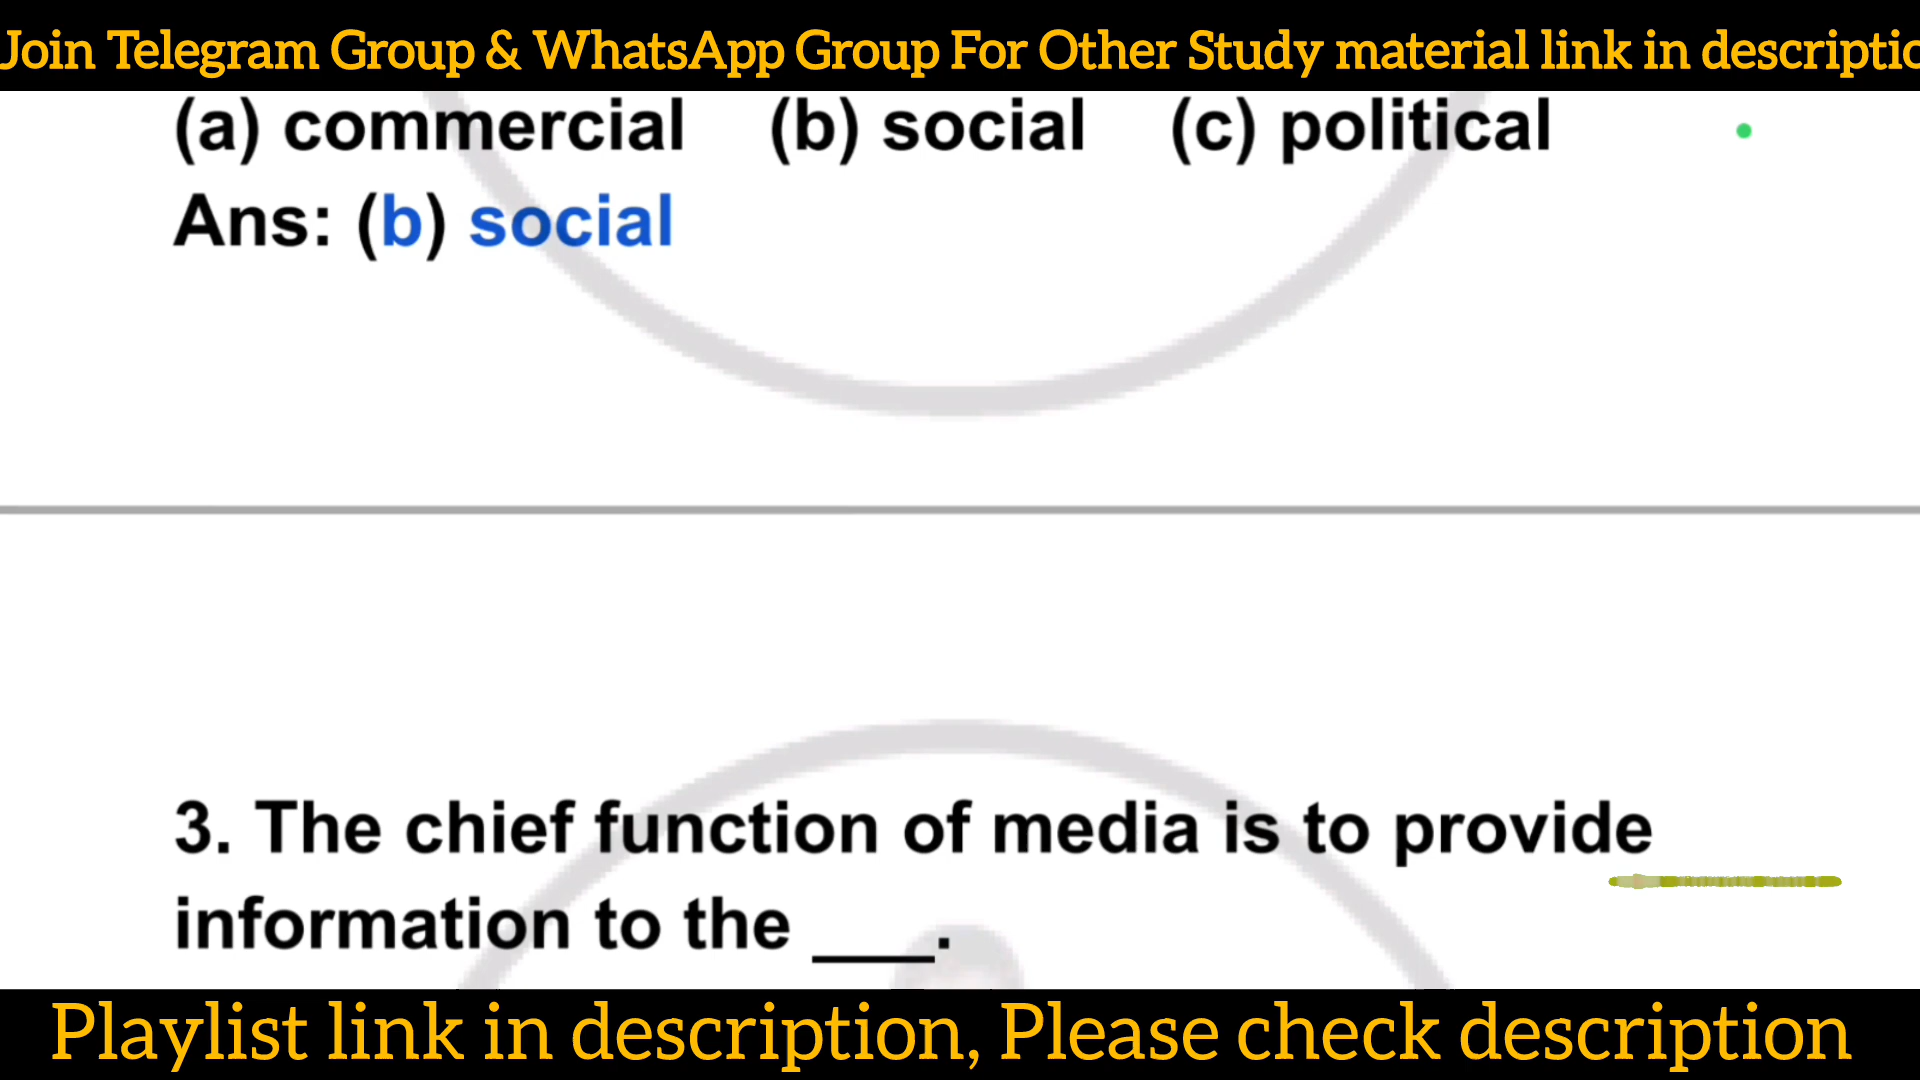 Join Telegram Group & WhatsApp Group For Other Study material link in descriptio
(a) commercial (b) social (c) political
Ans: (b) social
3. The chief function of media is to provide
information to the ____.
Playlist link in description, Please check description